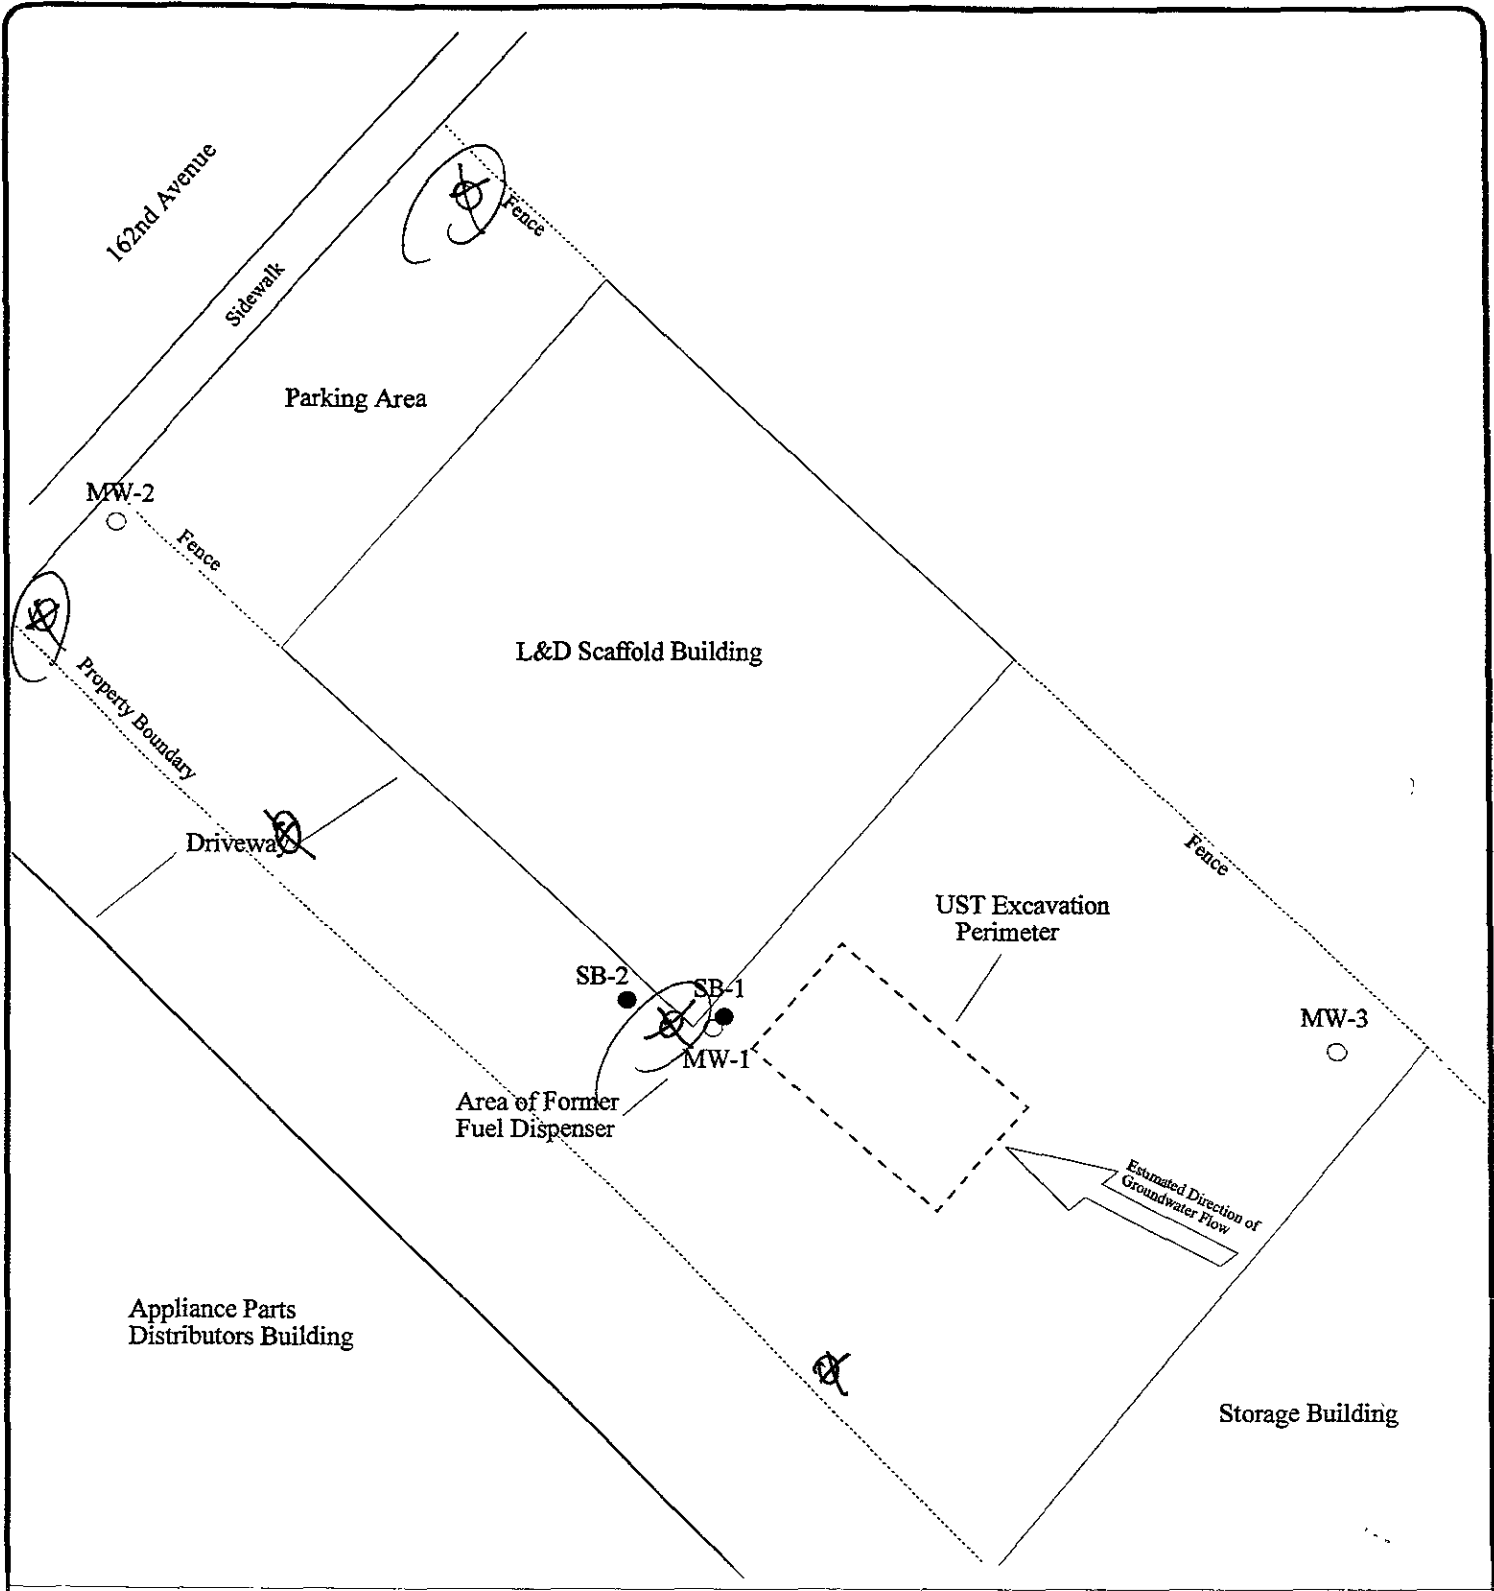 162nd Avenue
Sidewalk
Fence
Parking Area
MW-2
Fence
L&D Scaffold Building
Property Boundary
Driveway
Fence
UST Excavation
Perimeter
SB-2
SB-1
MW-3
MW-1
Area of Former
Fuel Dispenser
Estimated Direction of
Groundwater Flow
Appliance Parts
Distributors Building
Storage Building